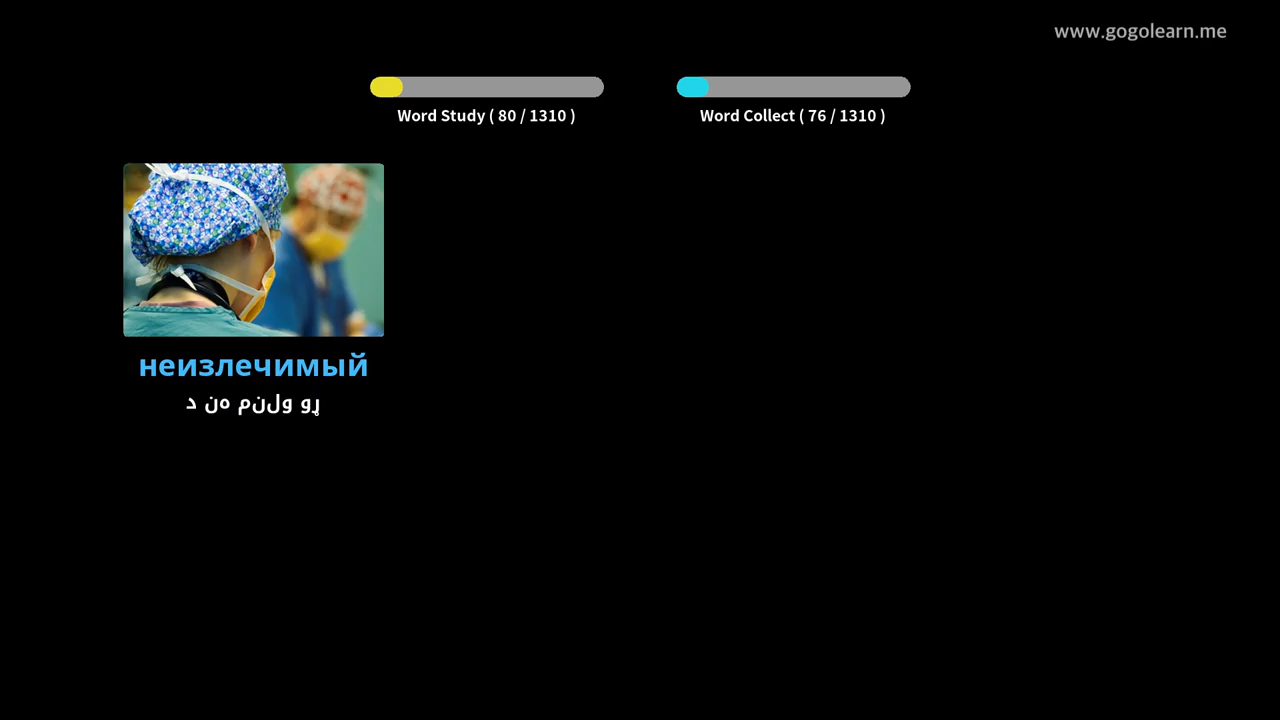 www.gogolearn.me
Word Study ( 80 / 1310 )
Word Collect ( 76 / 1310 )
неизлечимый
د نه منلو وړ